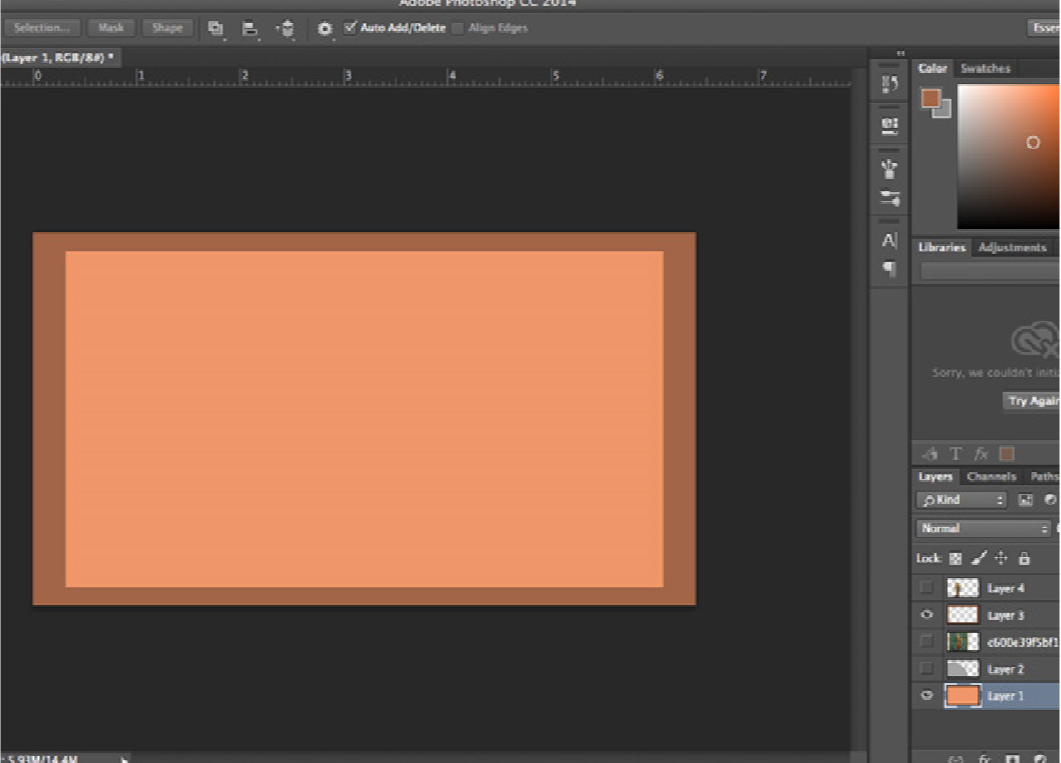 Adobe Photoshop CC 2014
Selection... Mask Shape Auto Add/Delete Align Edges
(Layer 1, RGB/8#) *
0 1 2 3 4 5 6 7
Color Swatches
Libraries Adjustments
Sorry, we couldn't
Try Again
T fx
Layers Channels Paths
Kind
Normal
Lock:
Layer 4
Layer 3
c600e39f5bf1
Layer 2
Layer 1
: 5.93M/14.4M
fx